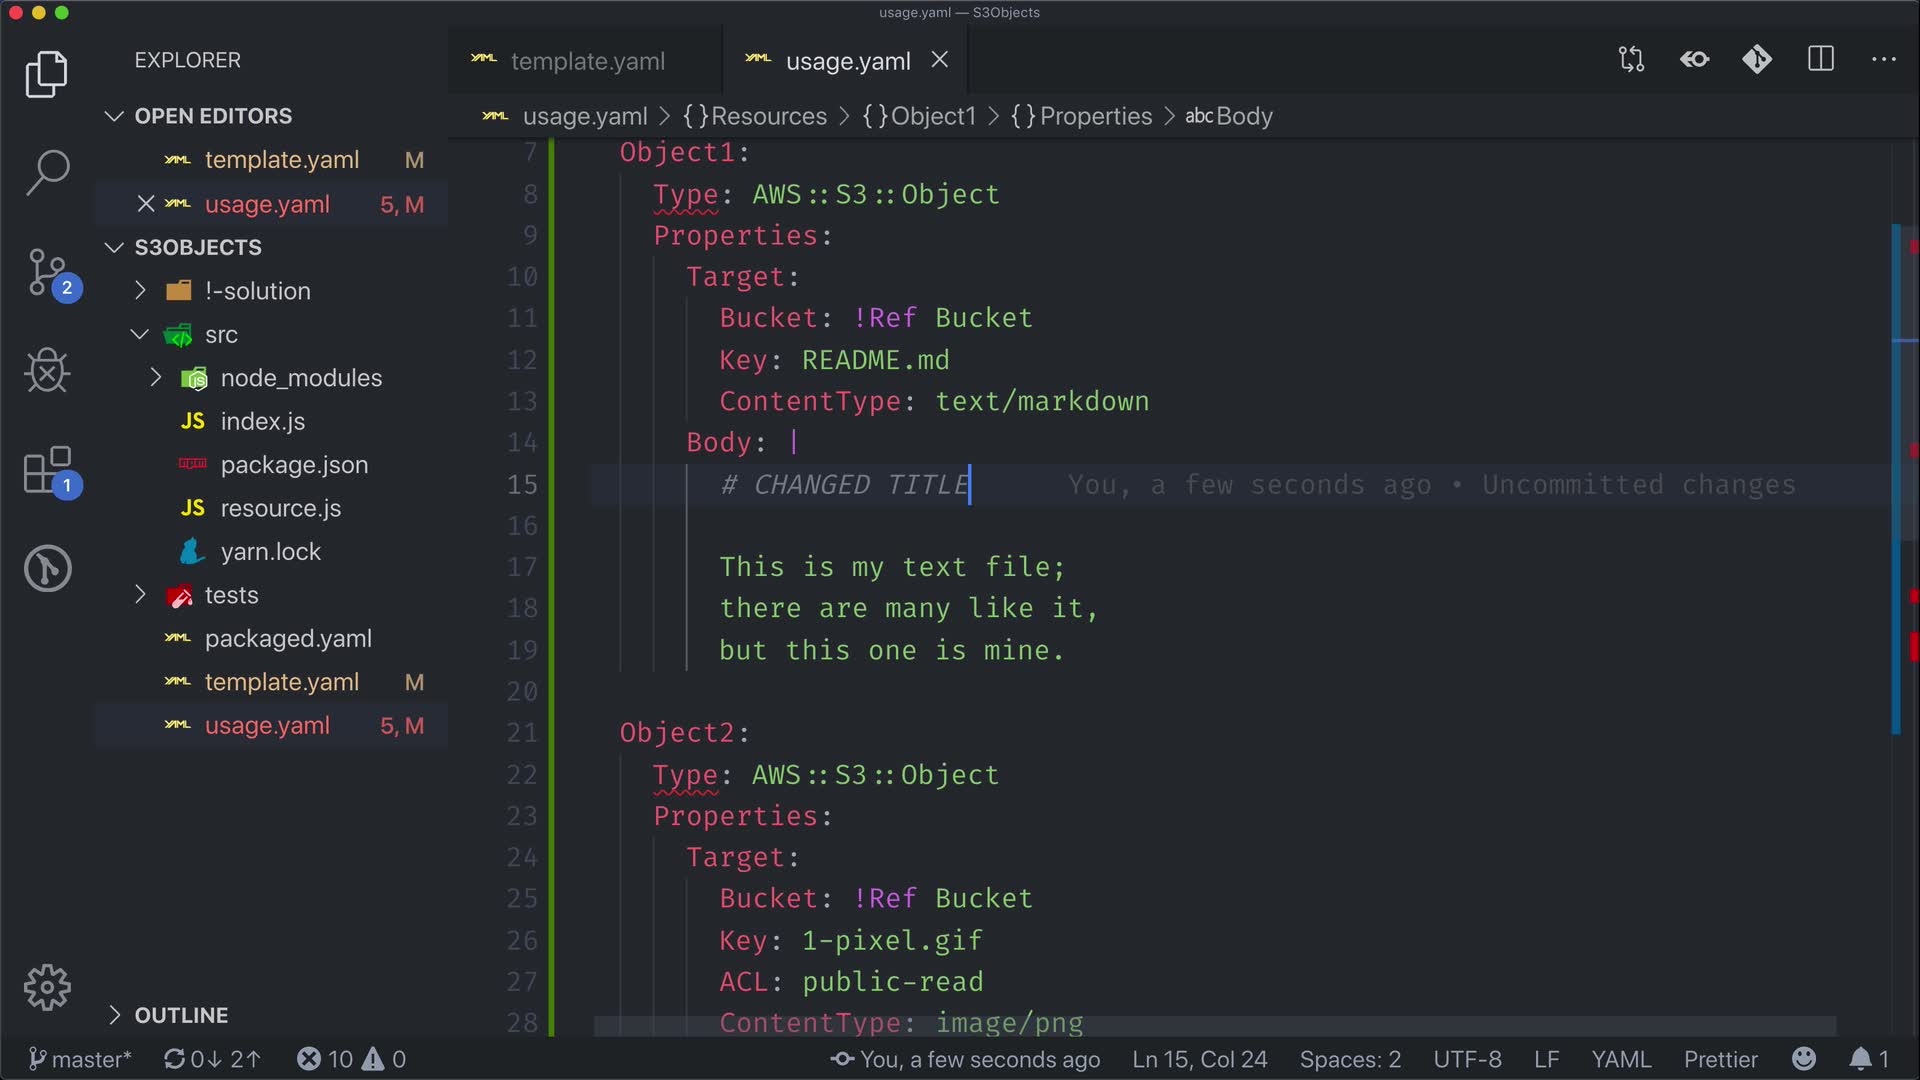 usage.yaml — S3Objects
EXPLORER
template.yaml
usage.yaml
OPEN EDITORS
usage.yaml > {}Resources > {}Object1 > {}Properties > abc Body
template.yaml M
usage.yaml 5, M
S3OBJECTS
!-solution
src
node_modules
JS index.js
package.json
JS resource.js
yarn.lock
tests
packaged.yaml
template.yaml M
usage.yaml 5, M
OUTLINE
2
1
7 Object1:
8 Type: AWS::S3::Object
9 Properties:
10 Target:
11 Bucket: !Ref Bucket
12 Key: README.md
13 ContentType: text/markdown
14 Body: |
15 # CHANGED TITLE You, a few seconds ago • Uncommitted changes
16
17 This is my text file;
18 there are many like it,
19 but this one is mine.
20
21 Object2:
22 Type: AWS::S3::Object
23 Properties:
24 Target:
25 Bucket: !Ref Bucket
26 Key: 1-pixel.gif
27 ACL: public-read
28 ContentType: image/png
master* 0↓ 2↑ 10 0 You, a few seconds ago Ln 15, Col 24 Spaces: 2 UTF-8 LF YAML Prettier 1